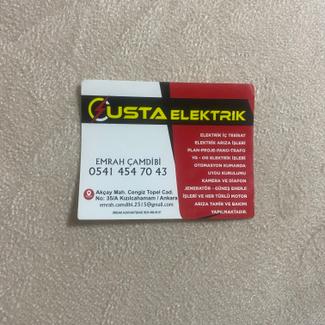 USTA ELEKTRIK
EMRAH ÇAMDİBİ
0541 454 70 43
Akçay Mah. Cengiz Topel Cad.
No: 35/A Kızılcahamam / Ankara
ELEKTRİK İÇ TESİSAT
ELEKTRİK ARIZA İŞLERİ
PLAN-PROJE-PANO-TRAFO
YG - OG ELEKTRİK İŞLERİ
OTOMASYON KUMANDA
UYDU KURULUMU
KAMERA VE DİAFON
JENERATÖR - GÜNEŞ ENERJİ
İŞLERİ VE HER TÜRLÜ MOTOR
ARIZA TAMİR VE BAKIMI
YAPILMAKTADIR.